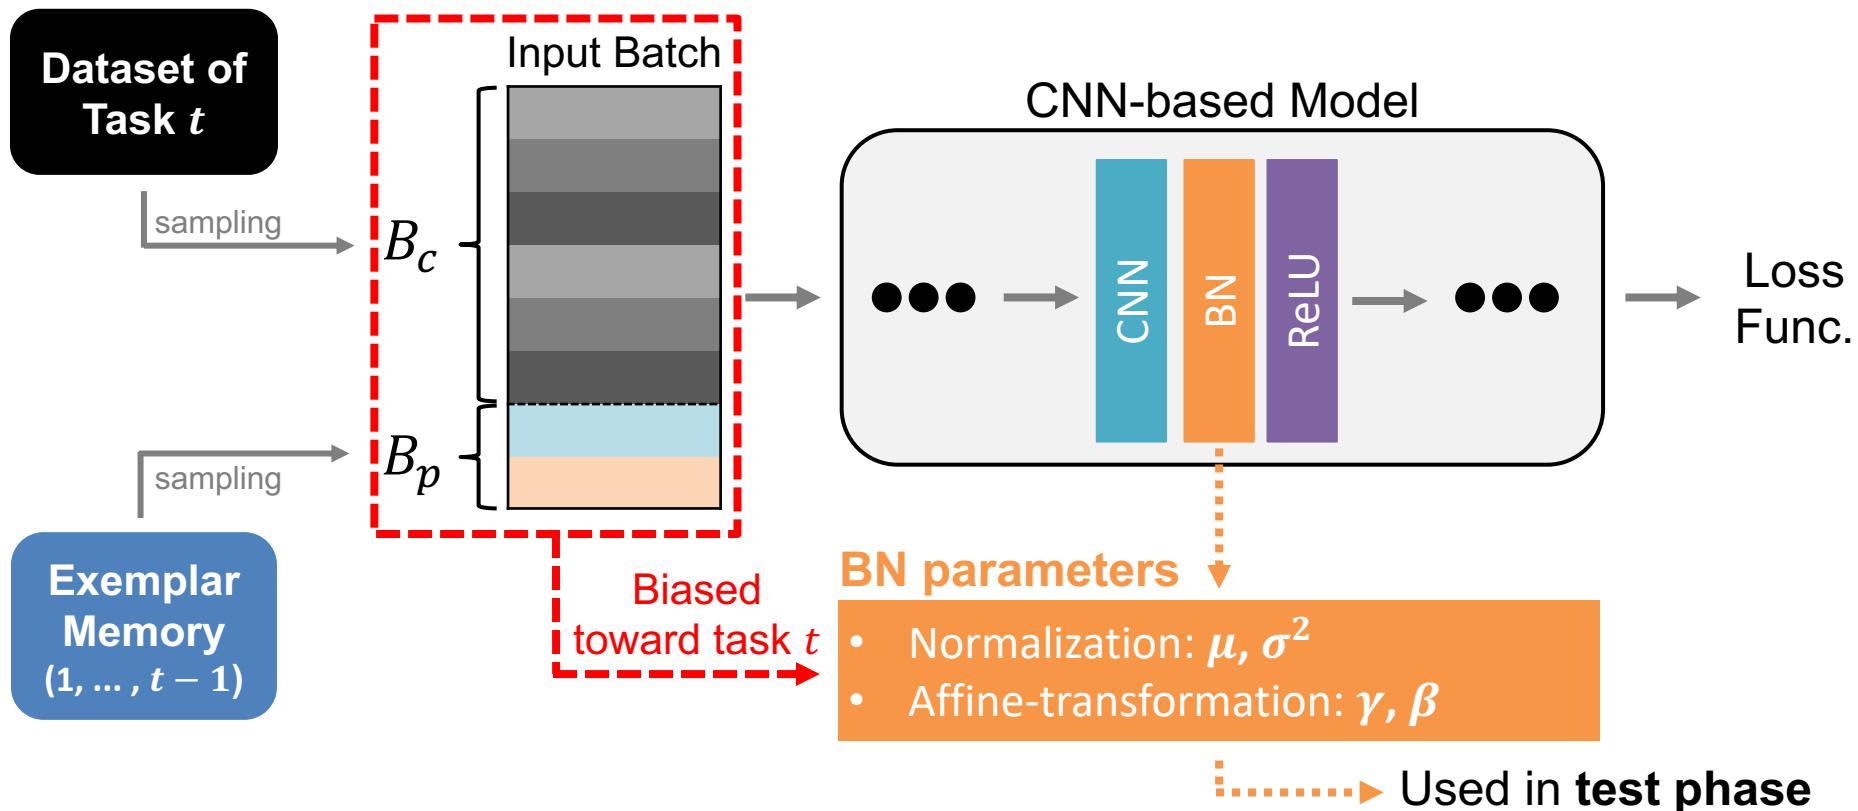 Dataset of
Task t
sampling
Input Batch
B_c
B_p
sampling
Exemplar
Memory
(1, ... , t − 1)
CNN-based Model
CNN
BN
ReLU
Loss
Func.
Biased
toward task t
BN parameters
• Normalization: μ, σ²
• Affine-transformation: γ, β
Used in test phase